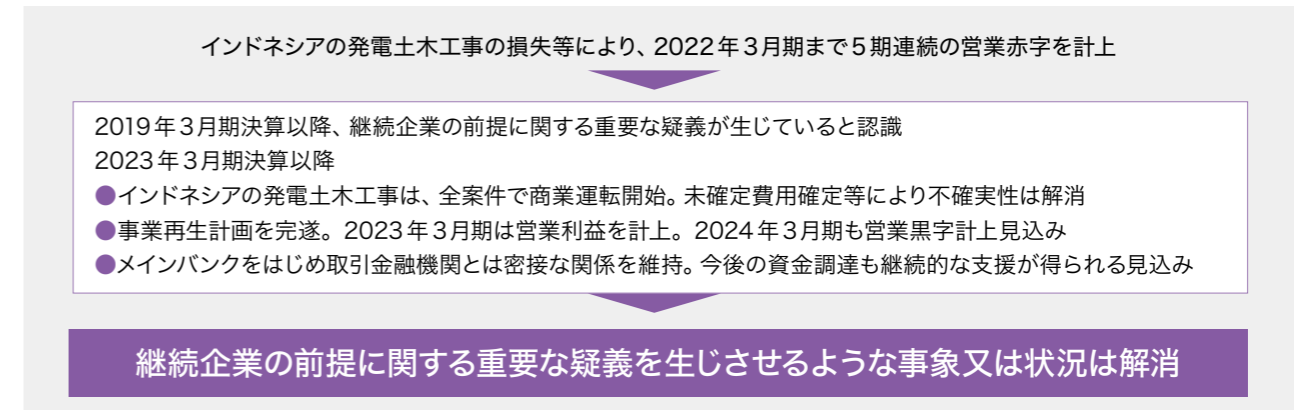 インドネシアの発電土木工事の損失等により、2022年3月期まで5期連続の営業赤字を計上
2019年3月期決算以降、継続企業の前提に関する重要な疑義が生じていると認識
2023年3月期決算以降
●インドネシアの発電土木工事は、全案件で商業運転開始。未確定費用確定等により不確実性は解消
●事業再生計画を完遂。2023年3月期は営業利益を計上。2024年3月期も営業黒字計上見込み
●メインバンクをはじめ取引金融機関とは密接な関係を維持。今後の資金調達も継続的な支援が得られる見込み
継続企業の前提に関する重要な疑義を生じさせるような事象又は状況は解消